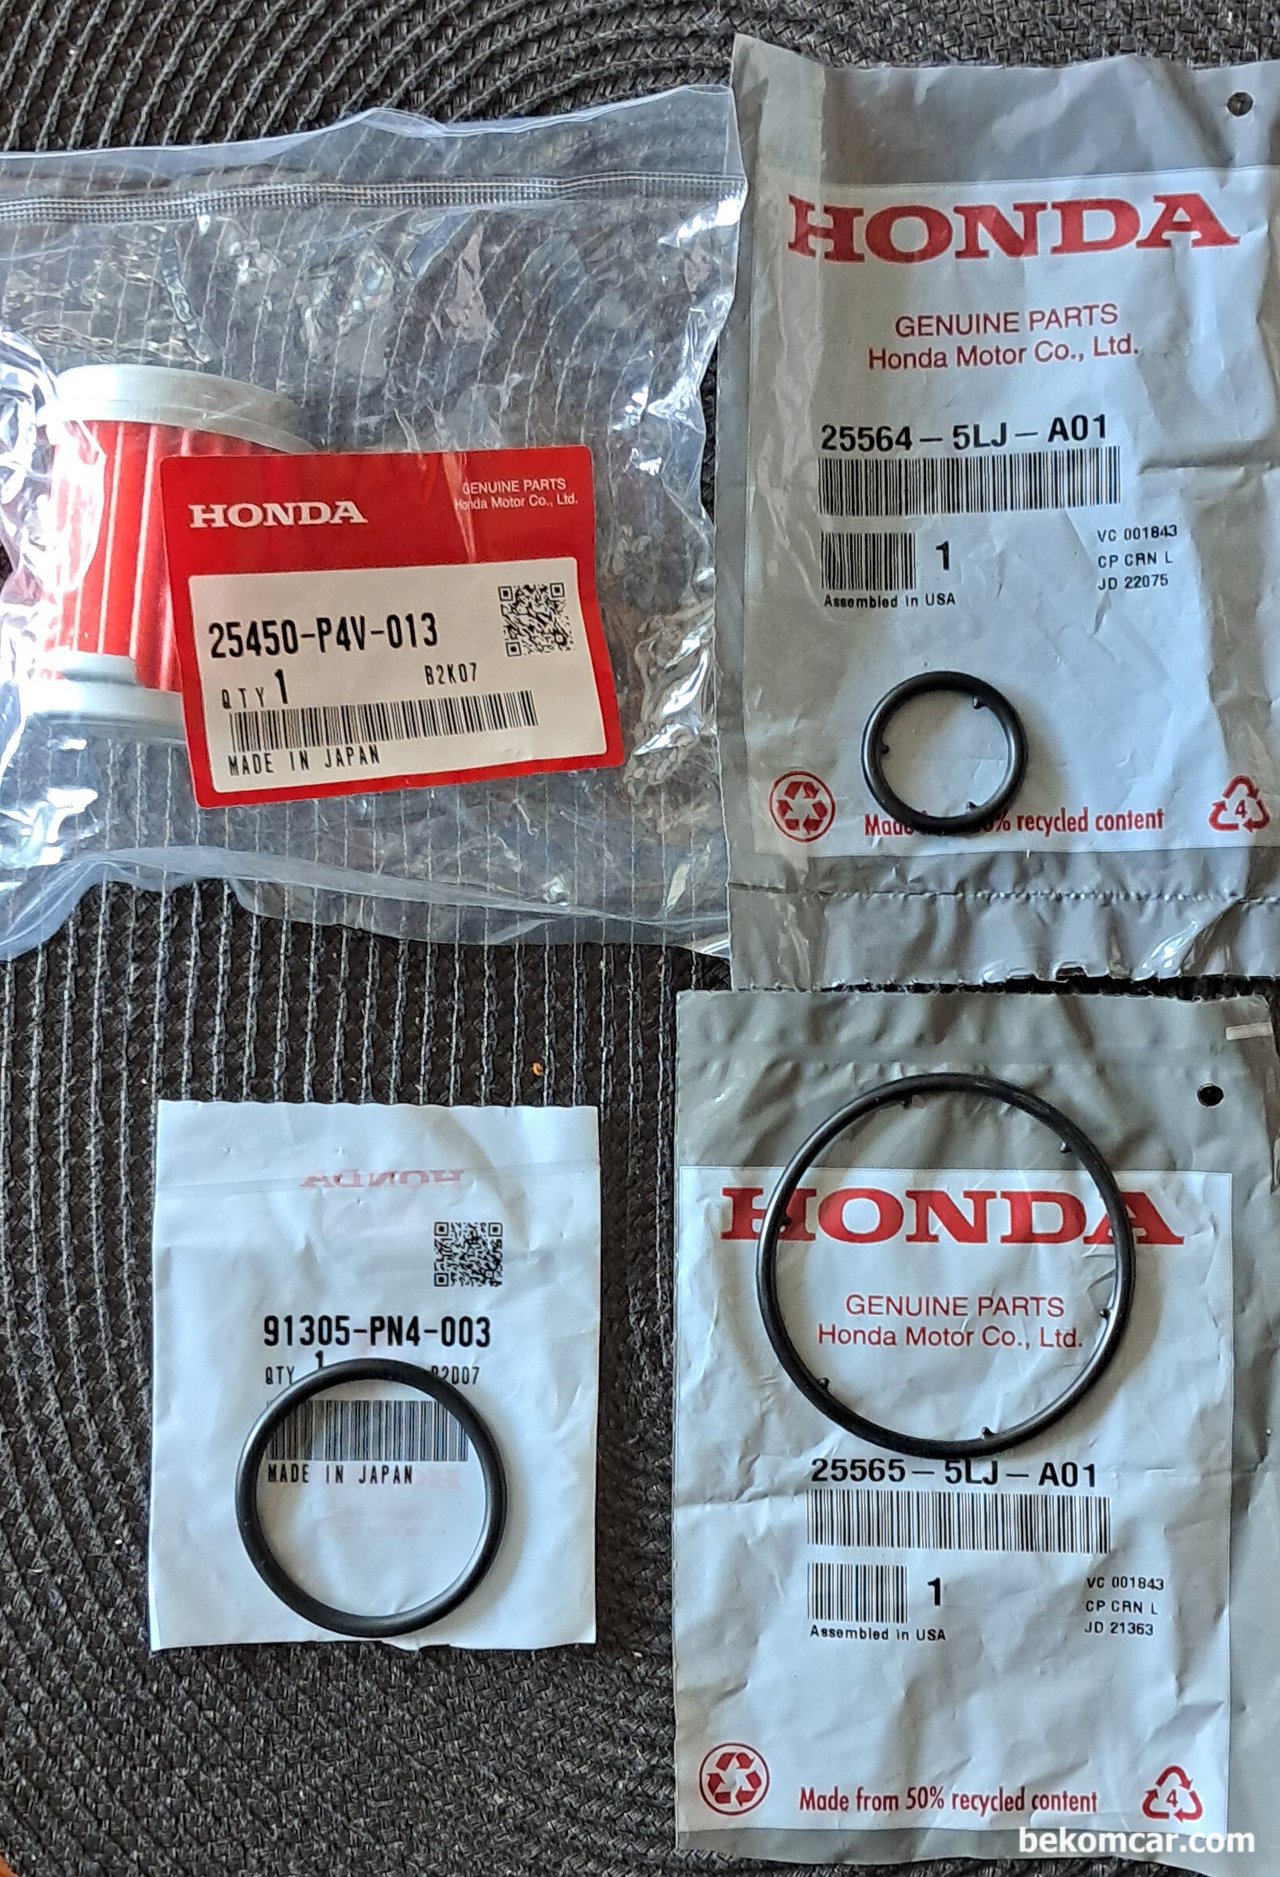 HONDA
GENUINE PARTS
Honda Motor Co., Ltd.
25450-P4V-013
QTY 1 B2K07
MADE IN JAPAN
HONDA
GENUINE PARTS
Honda Motor Co., Ltd.
25564-5LJ-A01
1
VC 001843
CP CRN L
JD 22075
Assembled in USA
recycled content
4
HONDA
91305-PN4-003
QTY 1
MADE IN JAPAN
HONDA
GENUINE PARTS
Honda Motor Co., Ltd.
25565-5LJ-A01
1
VC 001843
CP CRN L
JD 21363
Assembled in USA
Made from 50% recycled content
4
bekomcar.com